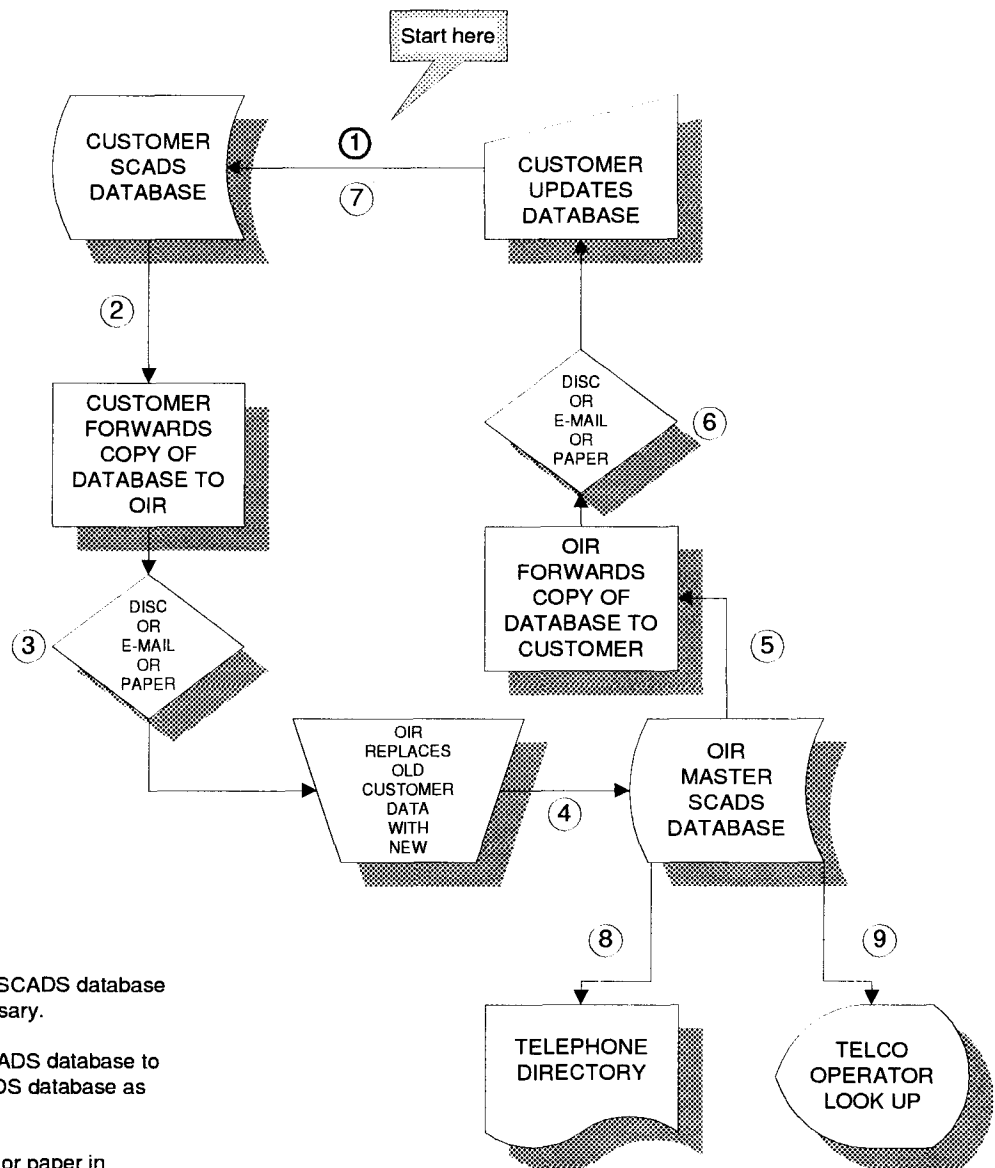 Start here
CUSTOMER
SCADS
DATABASE
1
7
CUSTOMER
UPDATES
DATABASE
2
CUSTOMER
FORWARDS
COPY OF
DATABASE TO
OIR
DISC
OR
E-MAIL
OR
PAPER
6
OIR
FORWARDS
COPY OF
DATABASE TO
CUSTOMER
3
DISC
OR
E-MAIL
OR
PAPER
5
OIR
REPLACES
OLD
CUSTOMER
DATA
WITH
NEW
4
OIR
MASTER
SCADS
DATABASE
8
9
TELEPHONE
DIRECTORY
TELCO
OPERATOR
LOOK UP
SCADS database
sary.
ADS database to
DS database as
or paper in